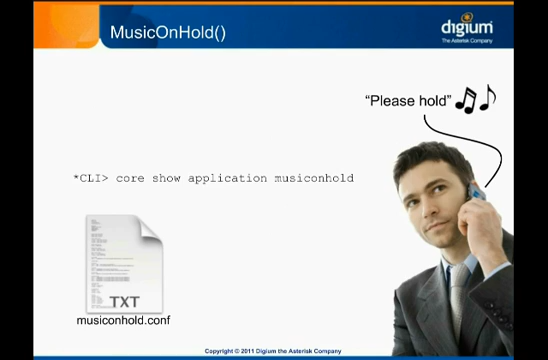 MusicOnHold()
digium
The Asterisk Company
“Please hold”
*CLI> core show application musiconhold
TXT
musiconhold.conf
Copyright © 2011 Digium the Asterisk Company